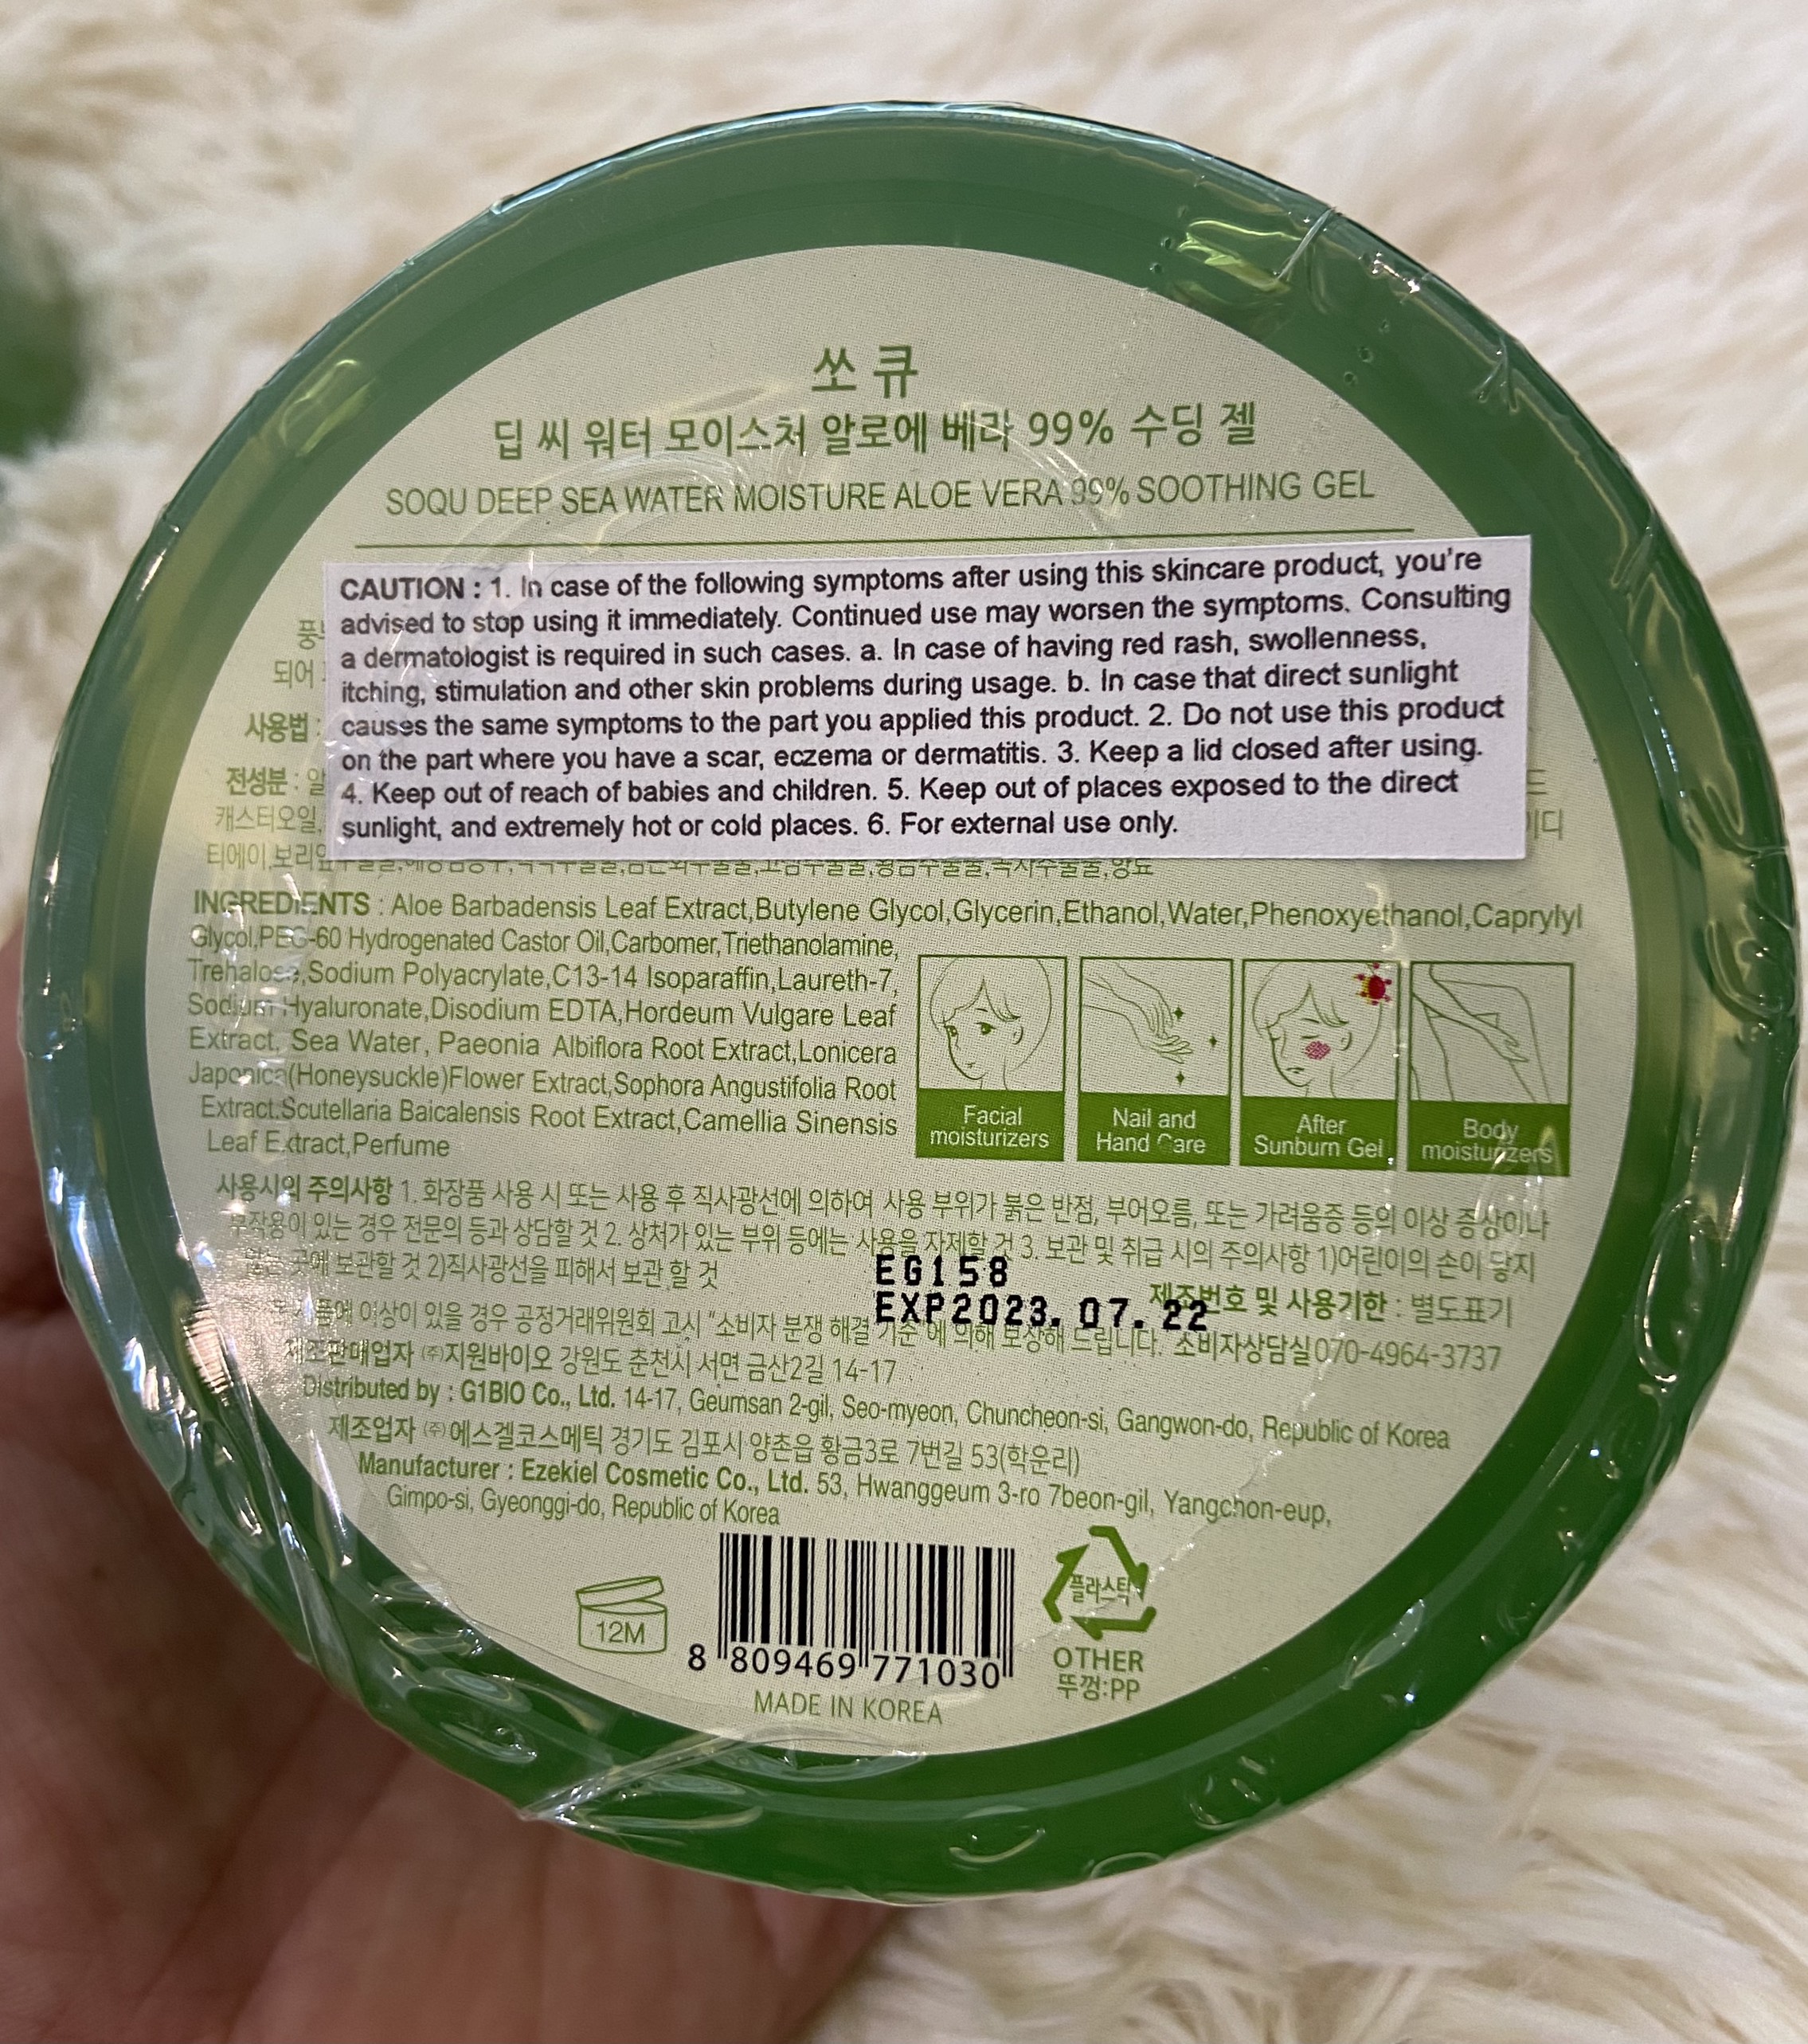 쏘 큐
딥 씨 워터 모이스처 알로에 베라 99% 수딩 젤
SOQU DEEP SEA WATER MOISTURE ALOE VERA 99% SOOTHING GEL
CAUTION : 1. In case of the following symptoms after using this skincare product, you're
advised to stop using it immediately. Continued use may worsen the symptoms. Consulting
a dermatologist is required in such cases. a. In case of having red rash, swollenness,
itching, stimulation and other skin problems during usage. b. In case that direct sunlight
causes the same symptoms to the part you applied this product. 2. Do not use this product
on the part where you have a scar, eczema or dermatitis. 3. Keep a lid closed after using.
4. Keep out of reach of babies and children. 5. Keep out of places exposed to the direct
sunlight, and extremely hot or cold places. 6. For external use only.
되어
사용법 :
전성분 : 알
캐스터오일,
티에이,보리잎
INGREDIENTS : Aloe Barbadensis Leaf Extract,Butylene Glycol,Glycerin,Ethanol,Water,Phenoxyethanol,Caprylyl
Glycol,PEG-60 Hydrogenated Castor Oil,Carbomer,Triethanolamine,
Trehalose,Sodium Polyacrylate,C13-14 Isoparaffin,Laureth-7,
Sodium Hyaluronate,Disodium EDTA,Hordeum Vulgare Leaf
Extract, Sea Water, Paeonia Albiflora Root Extract,Lonicera
Japonica(Honeysuckle)Flower Extract,Sophora Angustifolia Root
Extract.Scutellaria Baicalensis Root Extract,Camellia Sinensis
Leaf Extract,Perfume
Facial
moisturizers
Nail and
Hand Care
After
Sunburn Gel
Body
moisturizers
사용시의 주의사항 1. 화장품 사용 시 또는 사용 후 직사광선에 의하여 사용 부위가 붉은 반점, 부어오름, 또는 가려움증 등의 이상 증상이나
부작용이 있는 경우 전문의 등과 상담할 것 2. 상처가 있는 부위 등에는 사용을 자제할 것 3. 보관 및 취급 시의 주의사항 1)어린이의 손이 닿지
않는 곳에 보관할 것 2)직사광선을 피해서 보관 할 것
EG158
EXP2023. 07. 22
제조번호 및 사용기한 : 별도표기
품에 이상이 있을 경우 공정거래위원회 고시 "소비자 분쟁 해결 기준"에 의해 보상해 드립니다. 소비자상담실070-4964-3737
제조판매업자 ㈜지원바이오 강원도 춘천시 서면 금산2길 14-17
Distributed by : G1BIO Co., Ltd. 14-17, Geumsan 2-gil, Seo-myeon, Chuncheon-si, Gangwon-do, Republic of Korea
제조업자 ㈜에스겔코스메틱 경기도 김포시 양촌읍 황금3로 7번길 53(학운리)
Manufacturer : Ezekiel Cosmetic Co., Ltd. 53, Hwanggeum 3-ro 7beon-gil, Yangchon-eup,
Gimpo-si, Gyeonggi-do, Republic of Korea
12M
8 809469 771030
MADE IN KOREA
플라스틱
OTHER
뚜껑:PP